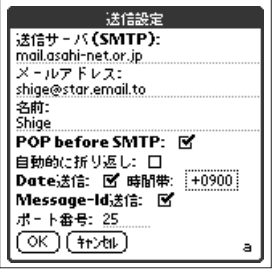 送信設定
送信サーバ(SMTP):
mail.asahi-net.or.jp
メールアドレス:
shige@star.email.to
名前:
Shige
POP before SMTP: ☑
自動的に折り返し: ☐
Date送信: ☑ 時間帯: +0900
Message-Id送信: ☑
ポート番号: 25
OK キャンセル a